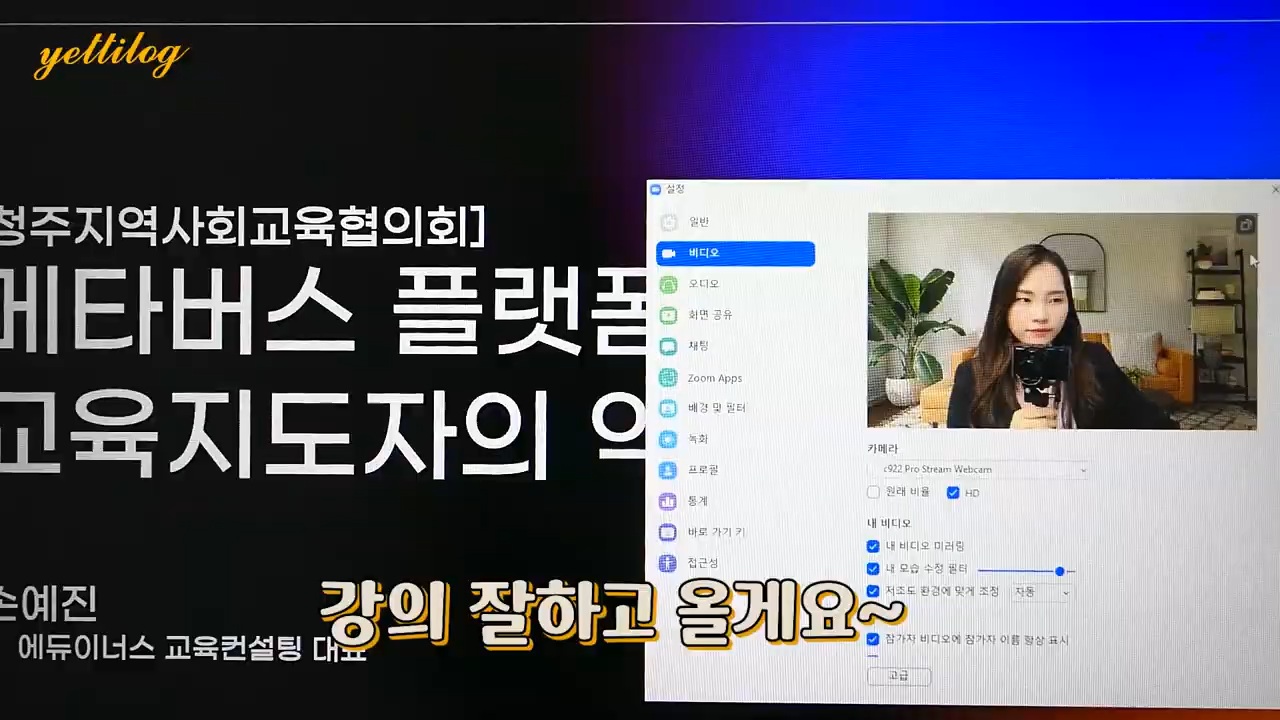 yettilog
청주지역사회교육협의회]
메타버스 플랫폼
교육지도자의
손예진
에듀이너스 교육컨설팅 대표
설정
일반
비디오
오디오
화면 공유
채팅
Zoom Apps
배경 및 필터
녹화
프로필
통계
바로 가기 키
접근성
카메라
c922 Pro Stream Webcam
원래 비율
HD
내 비디오
내 비디오 미러링
내 모습 수정 필터
저조도 환경에 맞게 조정
자동
참가자 비디오에 참가자 이름 항상 표시
고급
강의 잘하고 올게요~